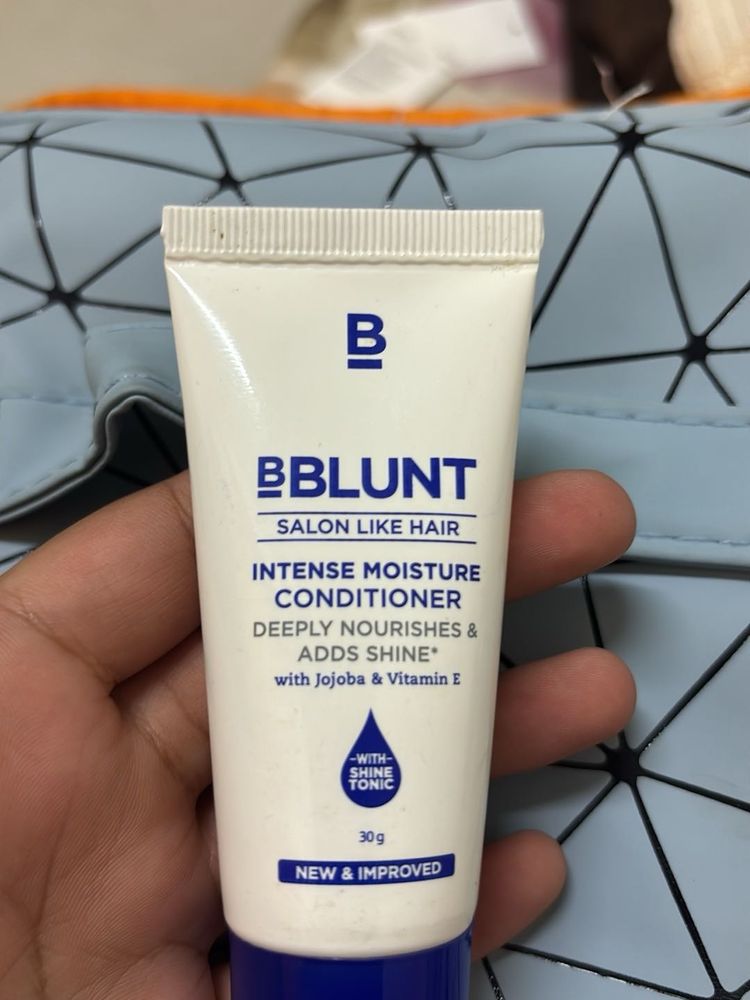 B
BBLUNT
SALON LIKE HAIR
INTENSE MOISTURE
CONDITIONER
DEEPLY NOURISHES &
ADDS SHINE*
with Jojoba & Vitamin E
-WITH-
SHINE
TONIC
30g
NEW & IMPROVED